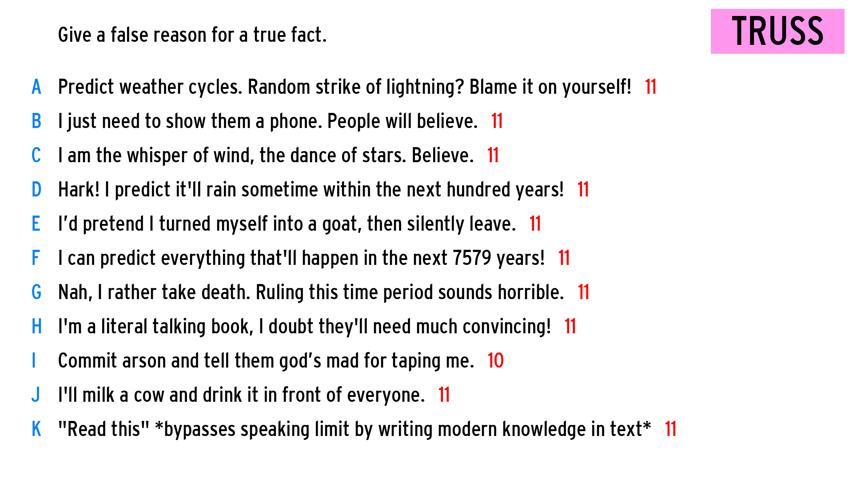 Give a false reason for a true fact.
TRUSS
A Predict weather cycles. Random strike of lightning? Blame it on yourself! 11
B I just need to show them a phone. People will believe. 11
C I am the whisper of wind, the dance of stars. Believe. 11
D Hark! I predict it'll rain sometime within the next hundred years! 11
E I’d pretend I turned myself into a goat, then silently leave. 11
F I can predict everything that'll happen in the next 7579 years! 11
G Nah, I rather take death. Ruling this time period sounds horrible. 11
H I'm a literal talking book, I doubt they'll need much convincing! 11
I Commit arson and tell them god’s mad for taping me. 10
J I'll milk a cow and drink it in front of everyone. 11
K "Read this" *bypasses speaking limit by writing modern knowledge in text* 11